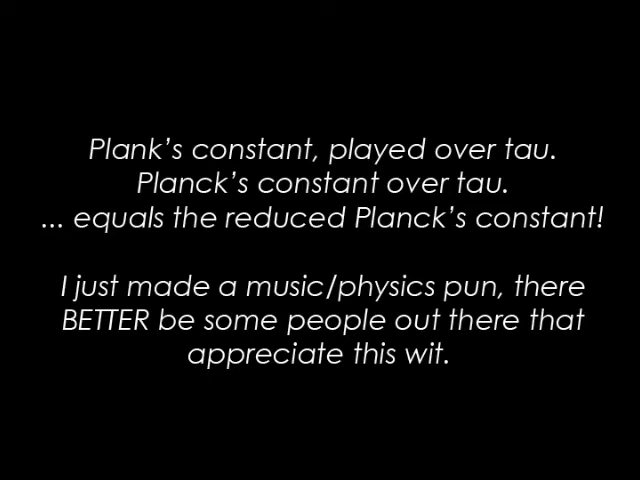 Plank's constant, played over tau.
Planck's constant over tau.
... equals the reduced Planck's constant!
I just made a music/physics pun, there
BETTER be some people out there that
appreciate this wit.